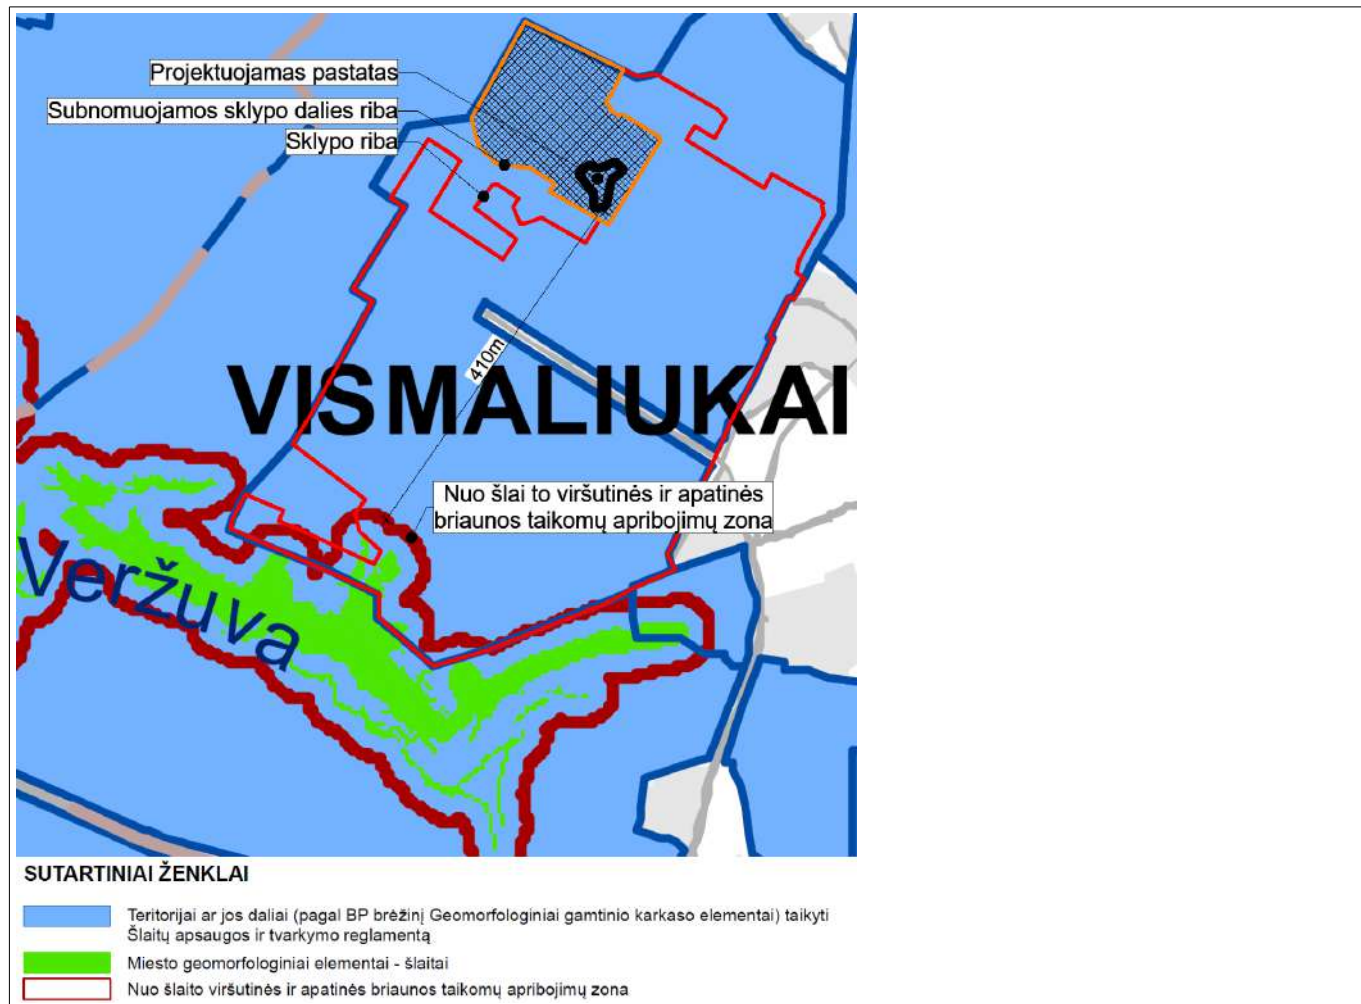 Projektuojamas pastatas
Subnomuojamos sklypo dalies riba
Sklypo riba
410m
VISMALIUKAI
Nuo šlai to viršutinės ir apatinės
briaunos taikomų apribojimų zona
Veržuva
SUTARTINIAI ŽENKLAI
Teritorijai ar jos daliai (pagal BP brėžinį Geomorfologiniai gamtinio karkaso elementai) taikyti
Šlaitų apsaugos ir tvarkymo reglamentą
Miesto geomorfologiniai elementai - šlaitai
Nuo šlaito viršutinės ir apatinės briaunos taikomų apribojimų zona